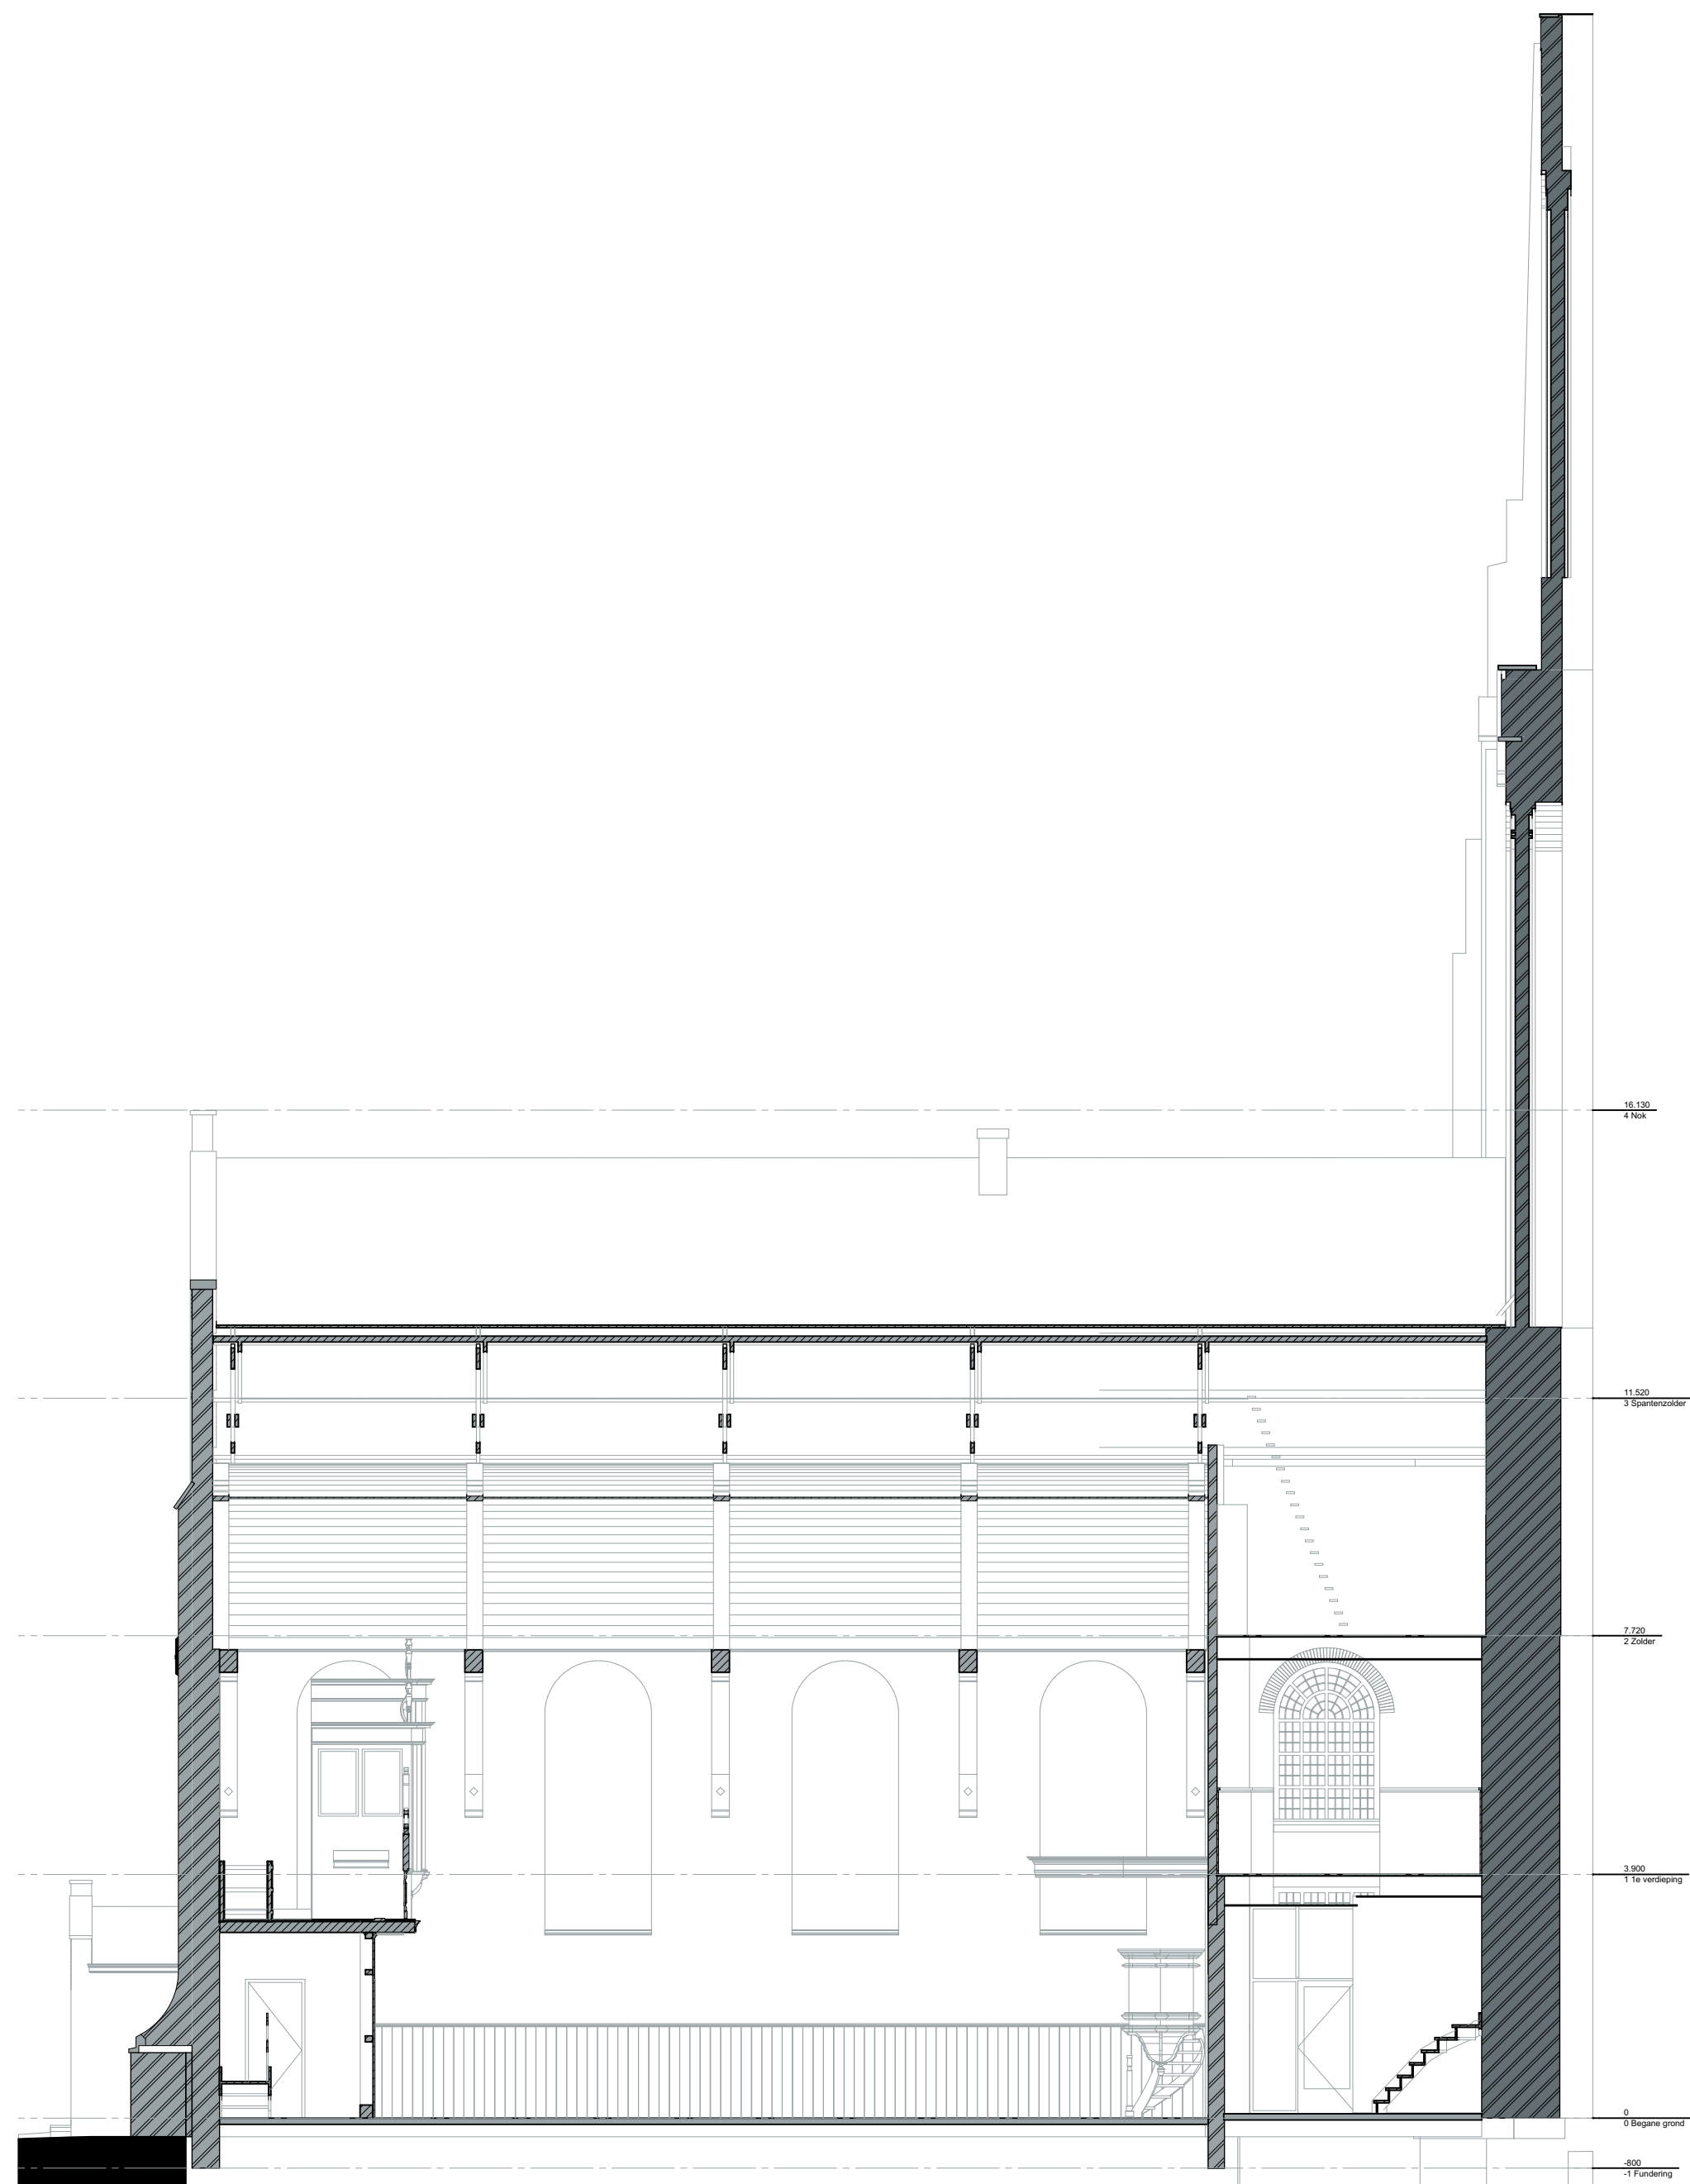 16.130
4 Nok
11.520
3 Spantenzolder
7.720
2 Zolder
3.900
1 1e verdieping
0
0 Begane grond
-800
-1 Fundering